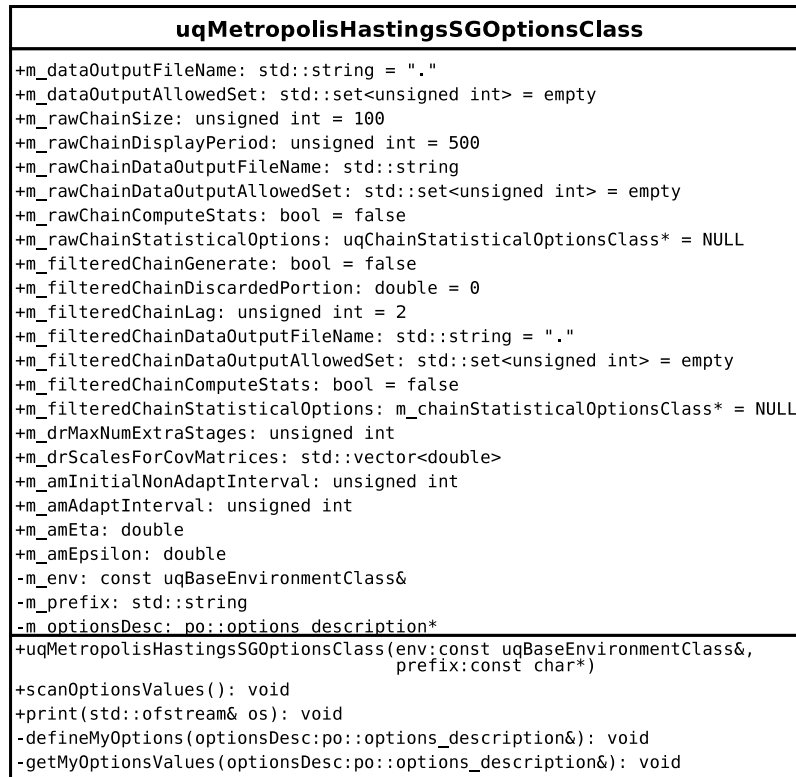 uqMetropolisHastingsSGOptionsClass
+m_dataOutputFileName: std::string = "."
+m_dataOutputAllowedSet: std::set<unsigned int> = empty
+m_rawChainSize: unsigned int = 100
+m_rawChainDisplayPeriod: unsigned int = 500
+m_rawChainDataOutputFileName: std::string
+m_rawChainDataOutputAllowedSet: std::set<unsigned int> = empty
+m_rawChainComputeStats: bool = false
+m_rawChainStatisticalOptions: uqChainStatisticalOptionsClass* = NULL
+m_filteredChainGenerate: bool = false
+m_filteredChainDiscardedPortion: double = 0
+m_filteredChainLag: unsigned int = 2
+m_filteredChainDataOutputFileName: std::string = "."
+m_filteredChainDataOutputAllowedSet: std::set<unsigned int> = empty
+m_filteredChainComputeStats: bool = false
+m_filteredChainStatisticalOptions: m_chainStatisticalOptionsClass* = NULL
+m_drMaxNumExtraStages: unsigned int
+m_drScalesForCovMatrices: std::vector<double>
+m_amInitialNonAdaptInterval: unsigned int
+m_amAdaptInterval: unsigned int
+m_amEta: double
+m_amEpsilon: double
-m_env: const uqBaseEnvironmentClass&
-m_prefix: std::string
-m_optionsDesc: po::options_description*
+uqMetropolisHastingsSGOptionsClass(env:const uqBaseEnvironmentClass&,
prefix:const char*)
+scanOptionsValues(): void
+print(std::ofstream& os): void
-defineMyOptions(optionsDesc:po::options_description&): void
-getMyOptionsValues(optionsDesc:po::options_description&): void